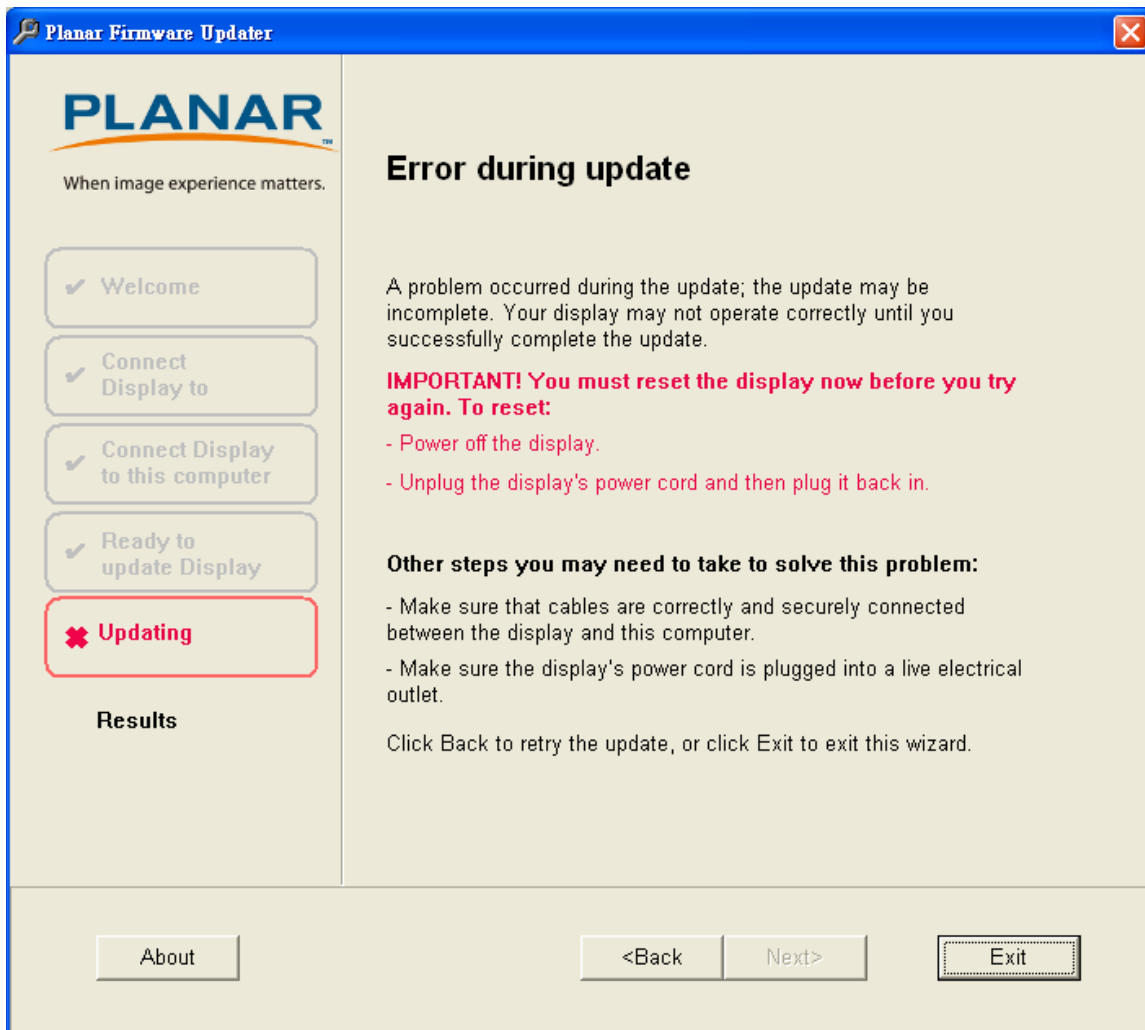 Planar Firmware Updater
PLANAR™
When image experience matters.
✔ Welcome
✔ Connect
Display to
✔ Connect Display
to this computer
✔ Ready to
update Display
✖ Updating
Results
Error during update
A problem occurred during the update; the update may be
incomplete. Your display may not operate correctly until you
successfully complete the update.
IMPORTANT! You must reset the display now before you try
again. To reset:
- Power off the display.
- Unplug the display's power cord and then plug it back in.
Other steps you may need to take to solve this problem:
- Make sure that cables are correctly and securely connected
between the display and this computer.
- Make sure the display's power cord is plugged into a live electrical
outlet.
Click Back to retry the update, or click Exit to exit this wizard.
About
<Back
Next>
Exit